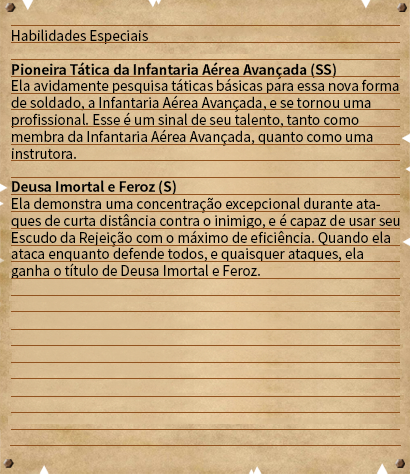 Habilidades Especiais
Pioneira Tática da Infantaria Aérea Avançada (SS)
Ela avidamente pesquisa táticas básicas para essa nova forma
de soldado, a Infantaria Aérea Avançada, e se tornou uma
profissional. Esse é um sinal de seu talento, tanto como
membra da Infantaria Aérea Avançada, quanto como uma
instrutora.
Deusa Imortal e Feroz (S)
Ela demonstra uma concentração excepcional durante ata-
ques de curta distância contra o inimigo, e é capaz de usar seu
Escudo da Rejeição com o máximo de eficiência. Quando ela
ataca enquanto defende todos, e quaisquer ataques, ela
ganha o título de Deusa Imortal e Feroz.